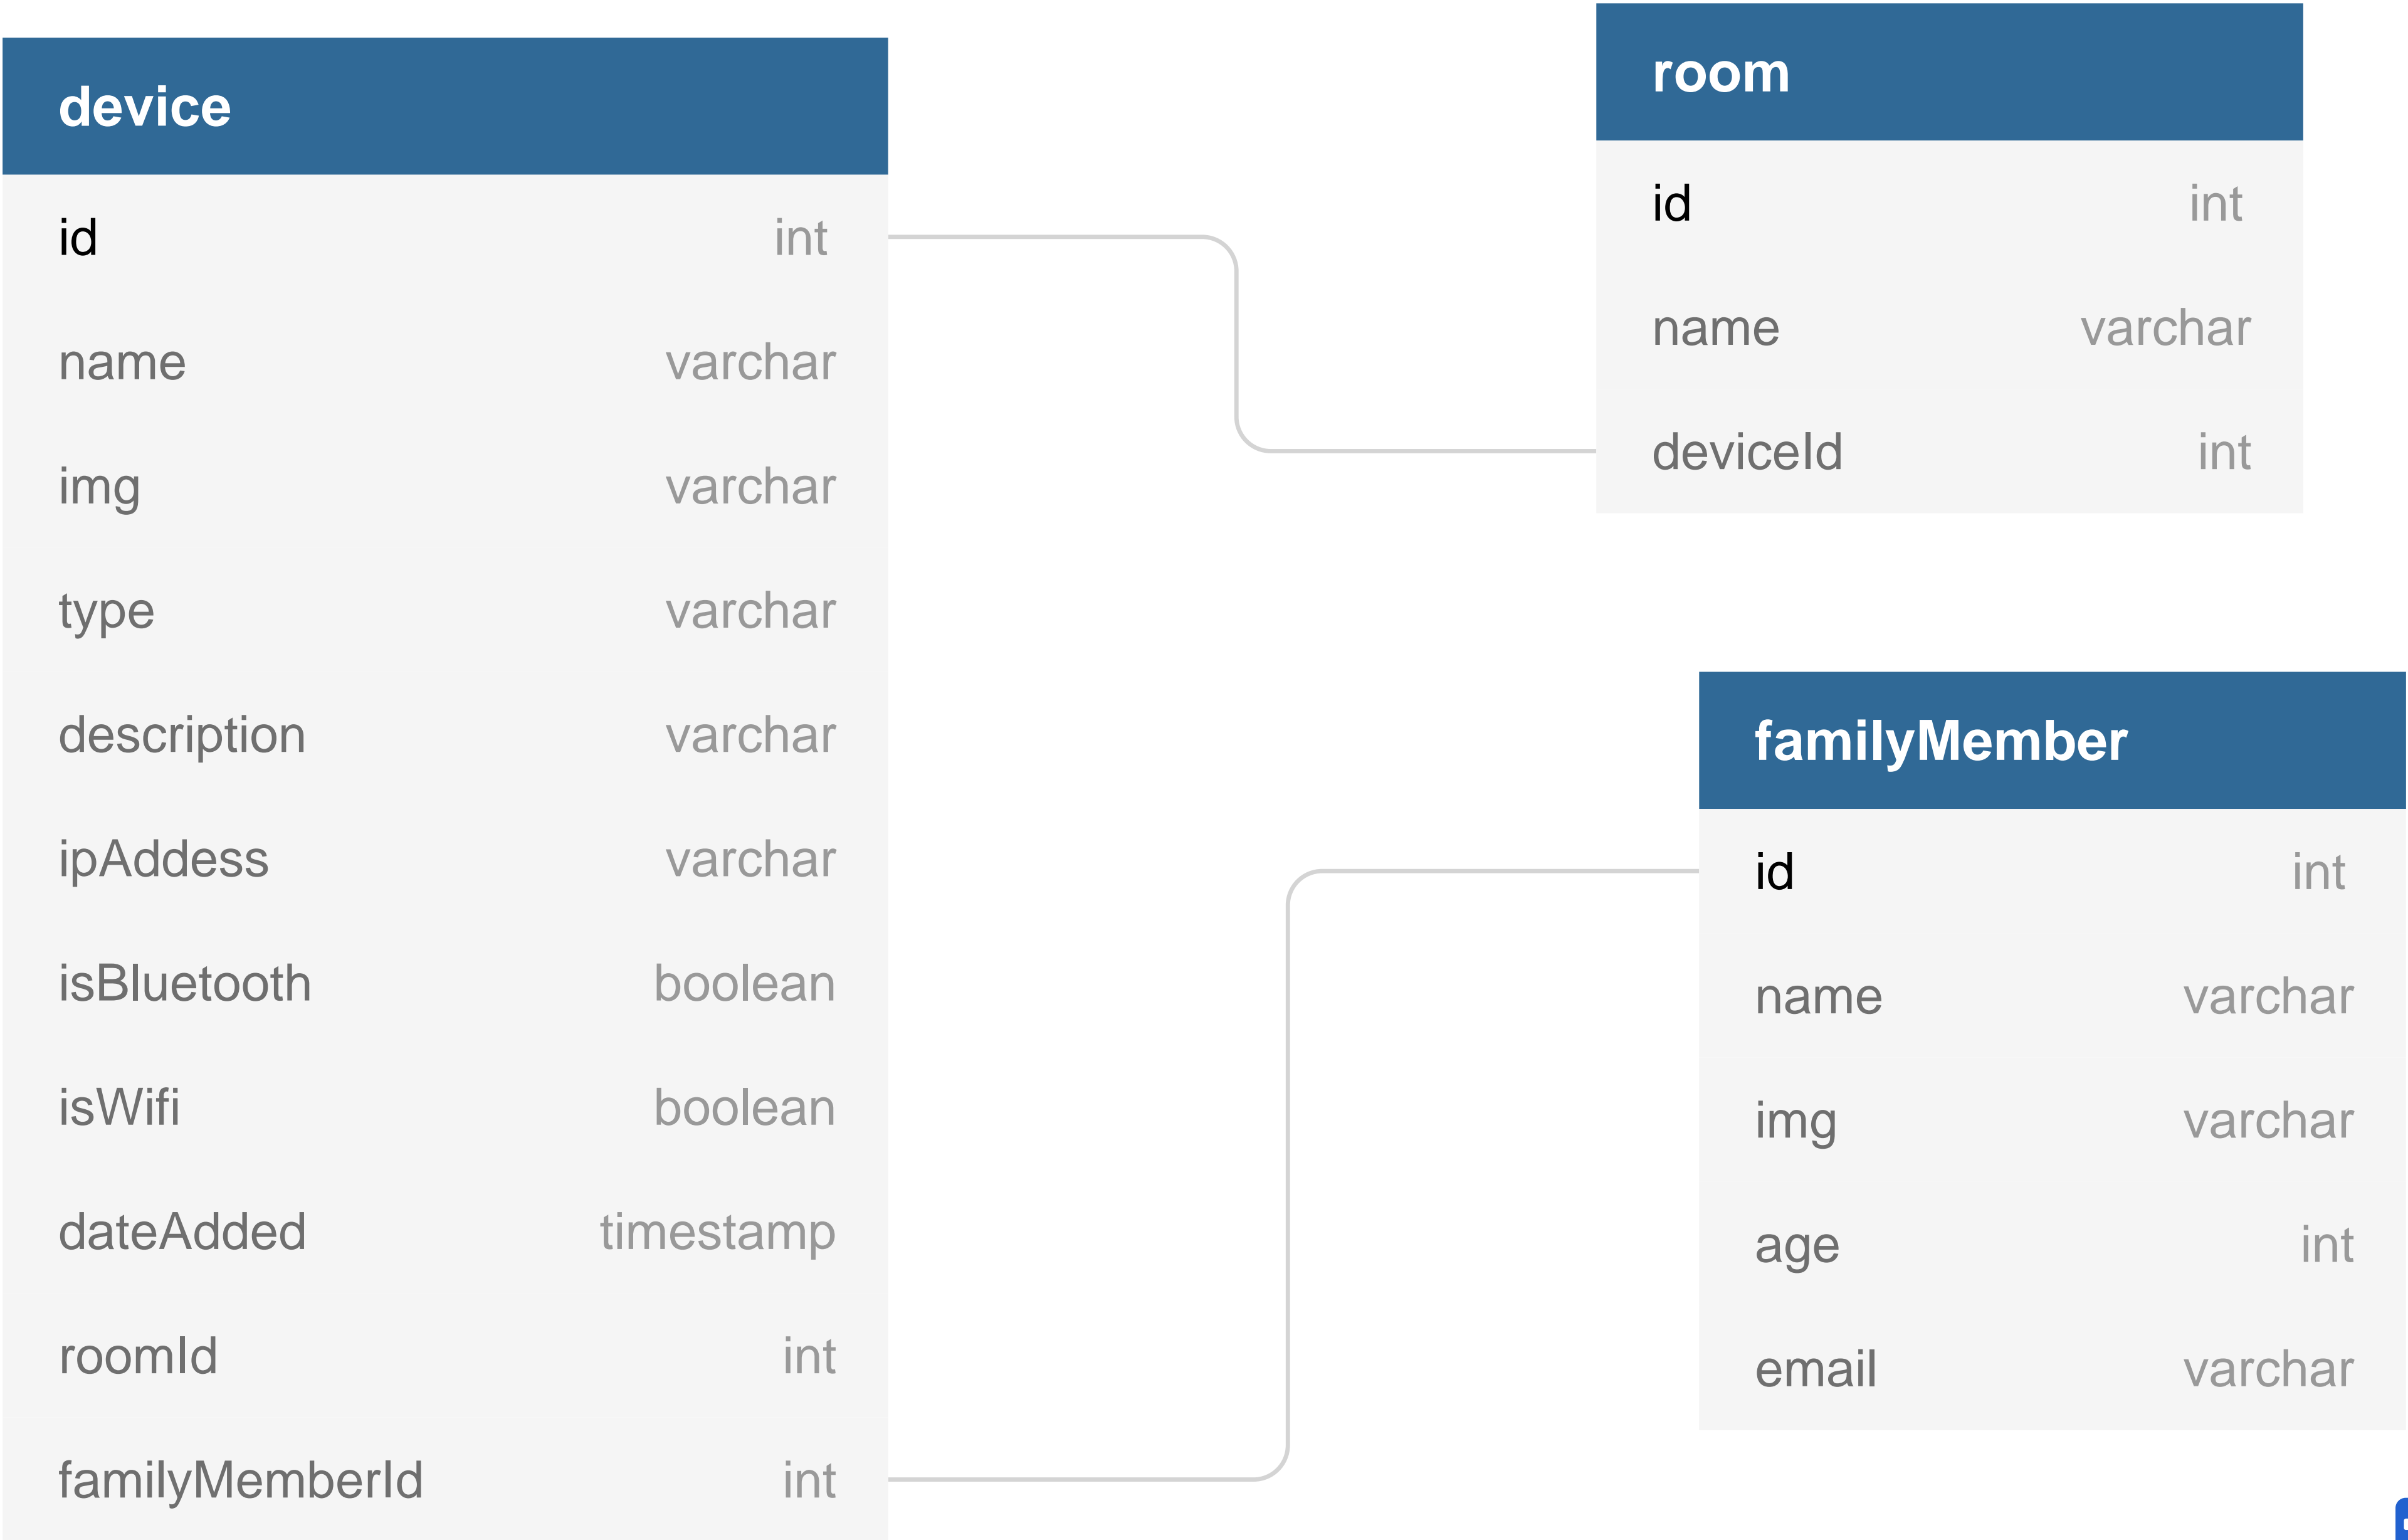 device
id int
name varchar
img varchar
type varchar
description varchar
ipAddess varchar
isBluetooth boolean
isWifi boolean
dateAdded timestamp
roomId int
familyMemberId int
room
id int
name varchar
deviceId int
familyMember
id int
name varchar
img varchar
age int
email varchar